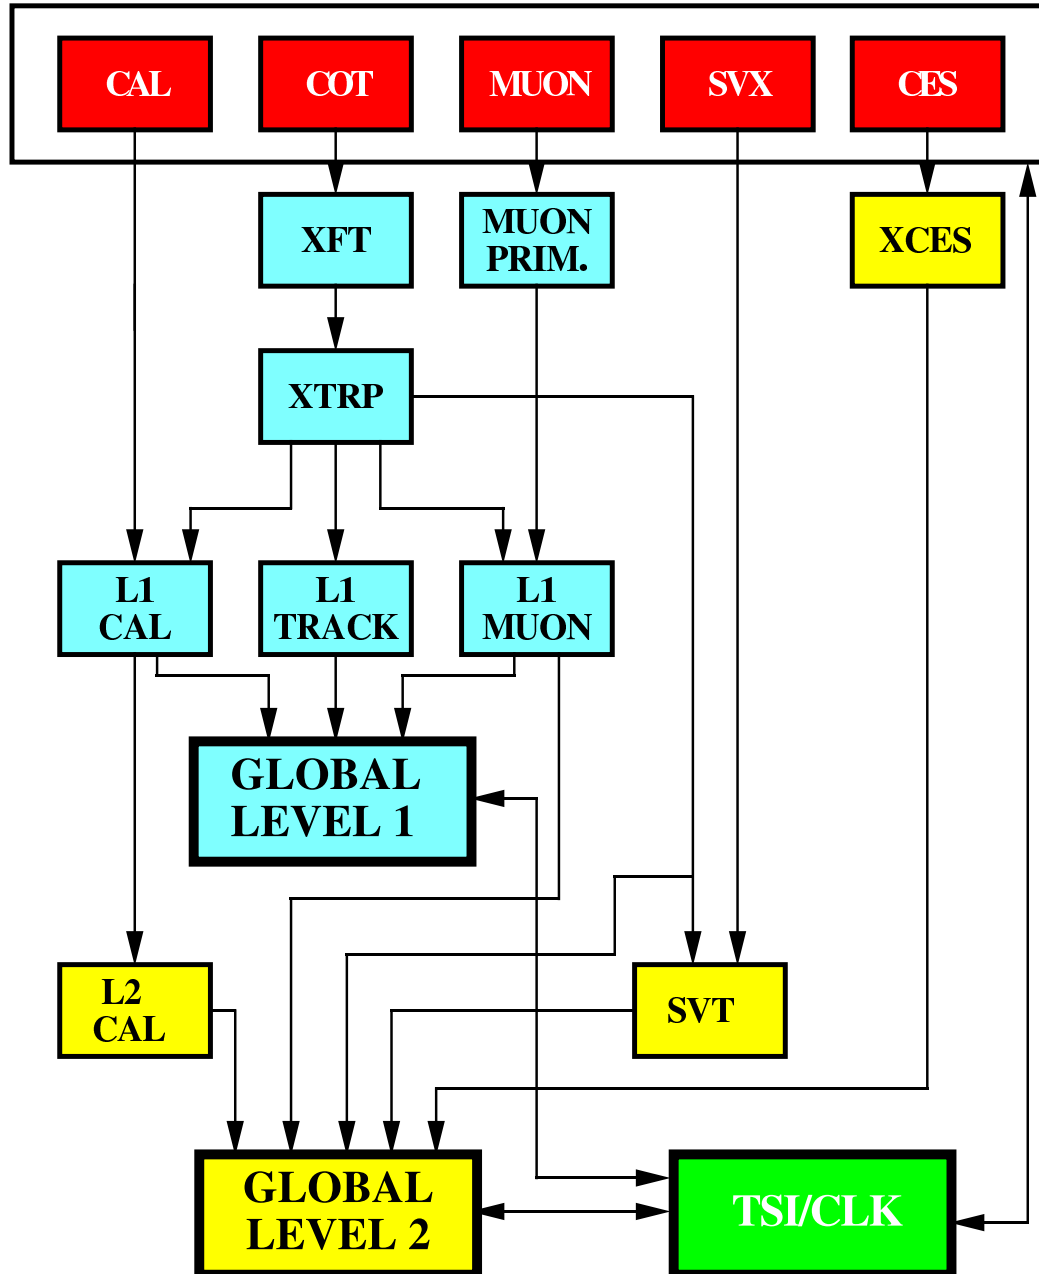 CAL
COT
MUON
SVX
CES
XFT
MUON
PRIM.
XCES
XTRP
L1
CAL
L1
TRACK
L1
MUON
GLOBAL
LEVEL 1
L2
CAL
SVT
GLOBAL
LEVEL 2
TSI/CLK